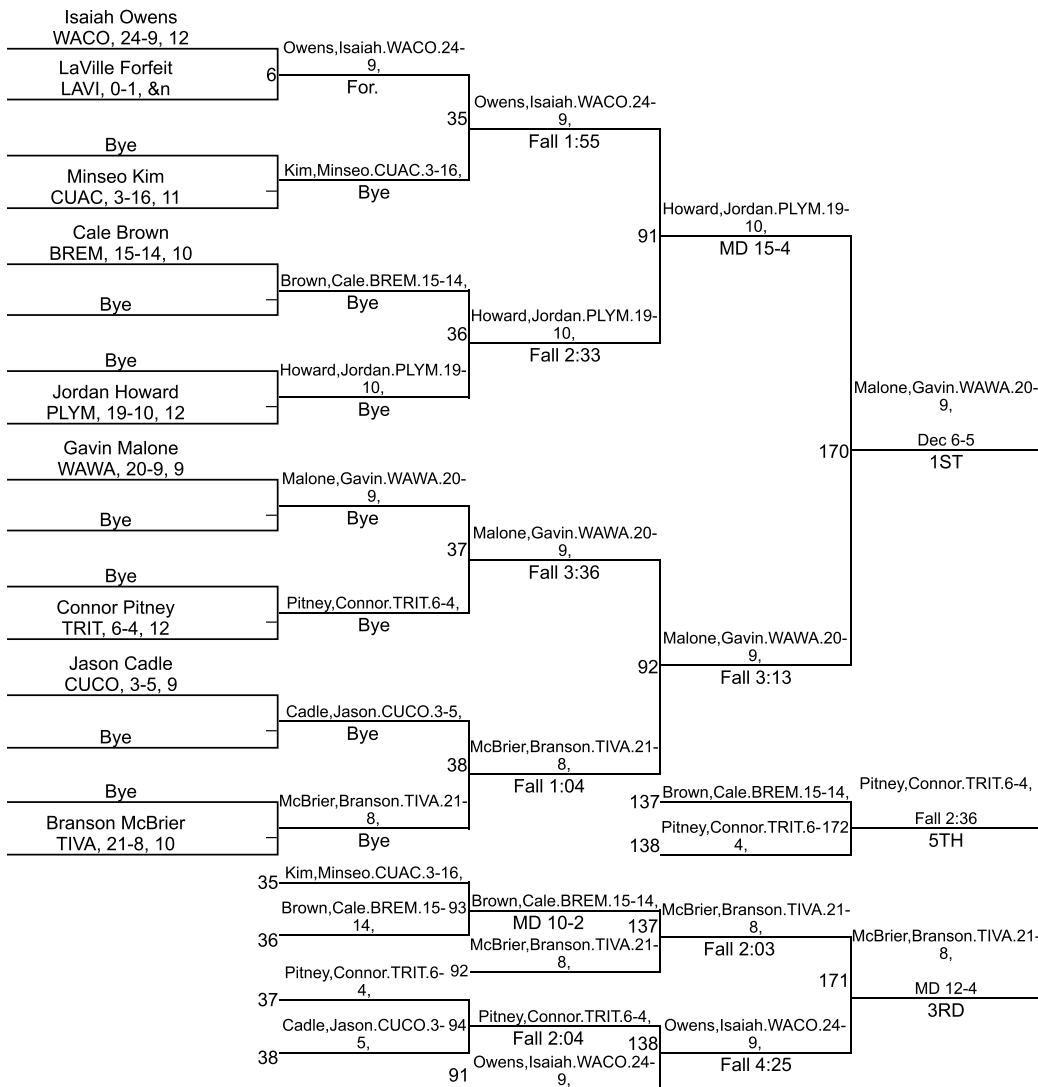 Isaiah Owens
WACO, 24-9, 12
LaVille Forfeit
LAVI, 0-1, &n
6
Owens,Isaiah.WACO.24-
9,
For.
Bye
Minseo Kim
CUAC, 3-16, 11
Kim,Minseo.CUAC.3-16,
Bye
35
Owens,Isaiah.WACO.24-
9,
Fall 1:55
Cale Brown
BREM, 15-14, 10
Bye
Brown,Cale.BREM.15-14,
Bye
Bye
Jordan Howard
PLYM, 19-10, 12
Howard,Jordan.PLYM.19-
10,
Bye
36
Howard,Jordan.PLYM.19-
10,
Fall 2:33
91
Howard,Jordan.PLYM.19-
10,
MD 15-4
Gavin Malone
WAWA, 20-9, 9
Bye
Malone,Gavin.WAWA.20-
9,
Bye
Bye
Connor Pitney
TRIT, 6-4, 12
Pitney,Connor.TRIT.6-4,
Bye
37
Malone,Gavin.WAWA.20-
9,
Fall 3:36
Jason Cadle
CUCO, 3-5, 9
Bye
Cadle,Jason.CUCO.3-5,
Bye
Bye
Branson McBrier
TIVA, 21-8, 10
McBrier,Branson.TIVA.21-
8,
Bye
38
McBrier,Branson.TIVA.21-
8,
Fall 1:04
92
Malone,Gavin.WAWA.20-
9,
Fall 3:13
170
Malone,Gavin.WAWA.20-
9,
Dec 6-5
1ST
137
Brown,Cale.BREM.15-14,
138
Pitney,Connor.TRIT.6-172
4,
Pitney,Connor.TRIT.6-4,
Fall 2:36
5TH
35
Kim,Minseo.CUAC.3-16,
36
Brown,Cale.BREM.15-93
14,
Brown,Cale.BREM.15-14,
MD 10-2
92
McBrier,Branson.TIVA.21-
8,
137
McBrier,Branson.TIVA.21-
8,
Fall 2:03
37
Pitney,Connor.TRIT.6-
4,
38
Cadle,Jason.CUCO.3-94
5,
Pitney,Connor.TRIT.6-4,
Fall 2:04
91
Owens,Isaiah.WACO.24-
9,
138
Owens,Isaiah.WACO.24-
9,
Fall 4:25
171
McBrier,Branson.TIVA.21-
8,
MD 12-4
3RD